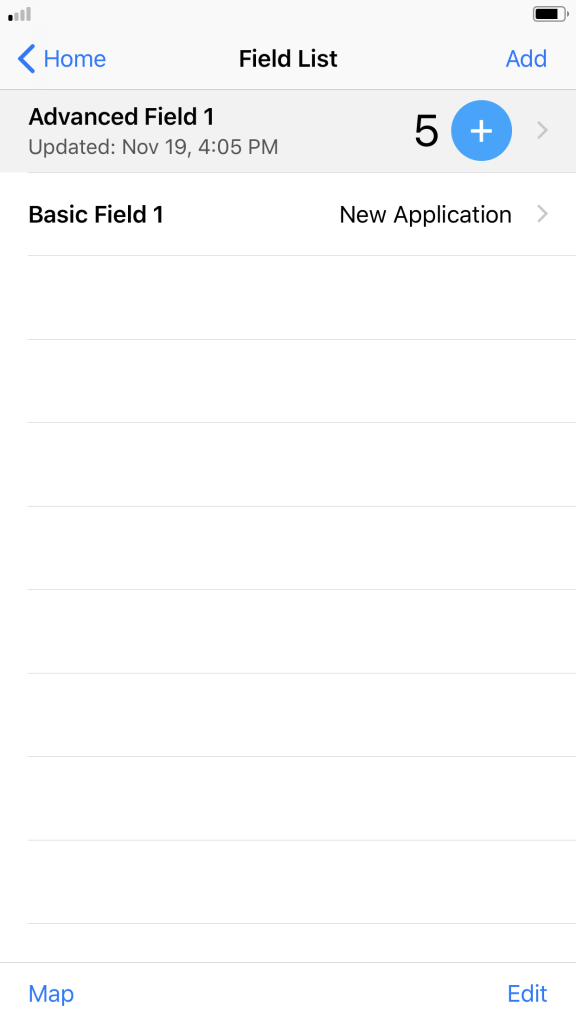 Home Field List Add
Advanced Field 1
Updated: Nov 19, 4:05 PM
5 +
Basic Field 1 New Application
Map Edit